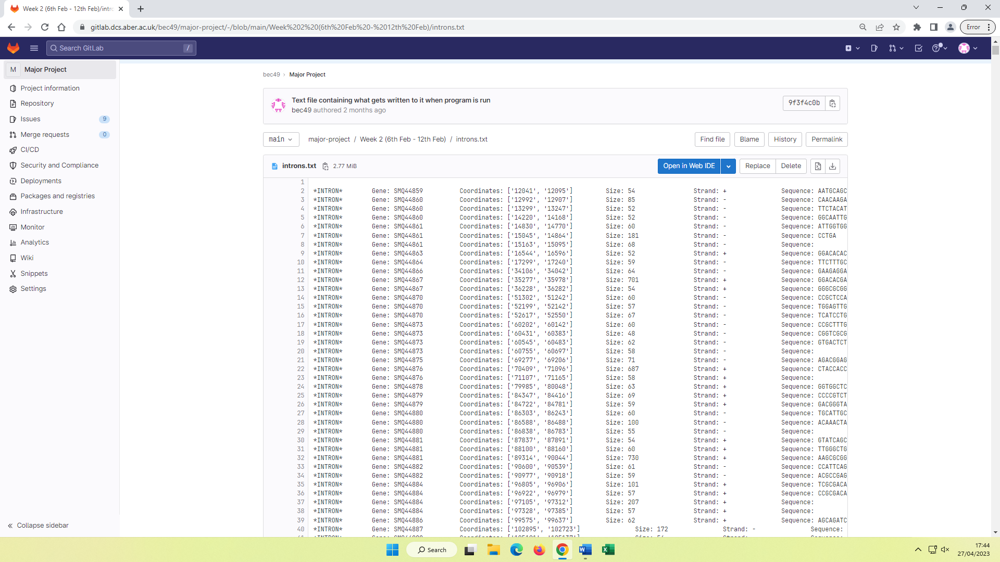 Week 2 (6th Feb - 12th Feb)/intro
gitlab.dcs.aber.ac.uk/bec49/major-project/-/blob/main/Week%202%20(6th%20Feb%20-%2012th%20Feb)/introns.txt
Error
Search GitLab
/
M Major Project
Project information
Repository
Issues 9
Merge requests 0
CI/CD
Security and Compliance
Deployments
Packages and registries
Infrastructure
Monitor
Analytics
Wiki
Snippets
Settings
Collapse sidebar
bec49 › Major Project
Text file containing what gets written to it when program is run
bec49 authored 2 months ago
9f3f4c0b
main
major-project / Week 2 (6th Feb - 12th Feb) / introns.txt
Find file Blame History Permalink
introns.txt 2.77 MiB
Open in Web IDE Replace Delete
1
2 *INTRON* Gene: SMQ44859 Coordinates: ['12041', '12095'] Size: 54 Strand: + Sequence: AATGCAGC
3 *INTRON* Gene: SMQ44860 Coordinates: ['12992', '12907'] Size: 85 Strand: - Sequence: CAACAAGA
4 *INTRON* Gene: SMQ44860 Coordinates: ['13299', '13247'] Size: 52 Strand: - Sequence: TTCTACAT
5 *INTRON* Gene: SMQ44860 Coordinates: ['14220', '14168'] Size: 52 Strand: - Sequence: GGCAATTG
6 *INTRON* Gene: SMQ44861 Coordinates: ['14830', '14770'] Size: 60 Strand: - Sequence: ATTGGTGG
7 *INTRON* Gene: SMQ44861 Coordinates: ['15045', '14864'] Size: 181 Strand: - Sequence: CCTGA
8 *INTRON* Gene: SMQ44861 Coordinates: ['15163', '15095'] Size: 68 Strand: - Sequence:
9 *INTRON* Gene: SMQ44863 Coordinates: ['16544', '16596'] Size: 52 Strand: + Sequence: GGACACAC
10 *INTRON* Gene: SMQ44864 Coordinates: ['17299', '17240'] Size: 59 Strand: - Sequence: TTCTTTGC
11 *INTRON* Gene: SMQ44866 Coordinates: ['34106', '34042'] Size: 64 Strand: - Sequence: GAAGAGGA
12 *INTRON* Gene: SMQ44867 Coordinates: ['35277', '35978'] Size: 701 Strand: + Sequence: GGACACGA
13 *INTRON* Gene: SMQ44867 Coordinates: ['36228', '36282'] Size: 54 Strand: + Sequence: GGGCGCGG
14 *INTRON* Gene: SMQ44870 Coordinates: ['51302', '51242'] Size: 60 Strand: - Sequence: CCGCTCCA
15 *INTRON* Gene: SMQ44870 Coordinates: ['52199', '52142'] Size: 57 Strand: - Sequence: TGGAGTTG
16 *INTRON* Gene: SMQ44870 Coordinates: ['52617', '52550'] Size: 67 Strand: - Sequence: TCATCCTG
17 *INTRON* Gene: SMQ44873 Coordinates: ['60202', '60142'] Size: 60 Strand: - Sequence: CCGCTTTG
18 *INTRON* Gene: SMQ44873 Coordinates: ['60431', '60383'] Size: 48 Strand: - Sequence: CGGTCGCG
19 *INTRON* Gene: SMQ44873 Coordinates: ['60545', '60483'] Size: 62 Strand: - Sequence: GTGACTCT
20 *INTRON* Gene: SMQ44873 Coordinates: ['60755', '60697'] Size: 58 Strand: - Sequence:
21 *INTRON* Gene: SMQ44875 Coordinates: ['69277', '69206'] Size: 71 Strand: - Sequence: AGACGGAG
22 *INTRON* Gene: SMQ44876 Coordinates: ['70409', '71096'] Size: 687 Strand: + Sequence: CTACCACC
23 *INTRON* Gene: SMQ44876 Coordinates: ['71107', '71165'] Size: 58 Strand: + Sequence:
24 *INTRON* Gene: SMQ44878 Coordinates: ['79985', '80048'] Size: 63 Strand: + Sequence: GGTGGCTC
25 *INTRON* Gene: SMQ44879 Coordinates: ['84347', '84416'] Size: 69 Strand: + Sequence: CCCCGTCT
26 *INTRON* Gene: SMQ44879 Coordinates: ['84722', '84781'] Size: 59 Strand: + Sequence: GACGGGTA
27 *INTRON* Gene: SMQ44880 Coordinates: ['86303', '86243'] Size: 60 Strand: - Sequence: TGCATTGC
28 *INTRON* Gene: SMQ44880 Coordinates: ['86588', '86488'] Size: 100 Strand: - Sequence: ACAAACTA
29 *INTRON* Gene: SMQ44880 Coordinates: ['86838', '86783'] Size: 55 Strand: - Sequence:
30 *INTRON* Gene: SMQ44881 Coordinates: ['87837', '87891'] Size: 54 Strand: + Sequence: GTATCAGC
31 *INTRON* Gene: SMQ44881 Coordinates: ['88100', '88160'] Size: 60 Strand: + Sequence: TTGGGCTG
32 *INTRON* Gene: SMQ44881 Coordinates: ['89314', '90044'] Size: 730 Strand: + Sequence: AAGCGCGG
33 *INTRON* Gene: SMQ44882 Coordinates: ['90600', '90539'] Size: 61 Strand: - Sequence: CCATTCAG
34 *INTRON* Gene: SMQ44882 Coordinates: ['90977', '90918'] Size: 59 Strand: - Sequence: ACGCCGAG
35 *INTRON* Gene: SMQ44884 Coordinates: ['96805', '96906'] Size: 101 Strand: + Sequence: TCGCGACA
36 *INTRON* Gene: SMQ44884 Coordinates: ['96922', '96979'] Size: 57 Strand: + Sequence: CCGCGACA
37 *INTRON* Gene: SMQ44884 Coordinates: ['97105', '97312'] Size: 207 Strand: + Sequence:
38 *INTRON* Gene: SMQ44884 Coordinates: ['97328', '97385'] Size: 57 Strand: + Sequence:
39 *INTRON* Gene: SMQ44886 Coordinates: ['99575', '99637'] Size: 62 Strand: + Sequence: AGCAGATC
40 *INTRON* Gene: SMQ44887 Coordinates: ['102895', '102723'] Size: 172 Strand: - Sequence:
Search
17:44
27/04/2023